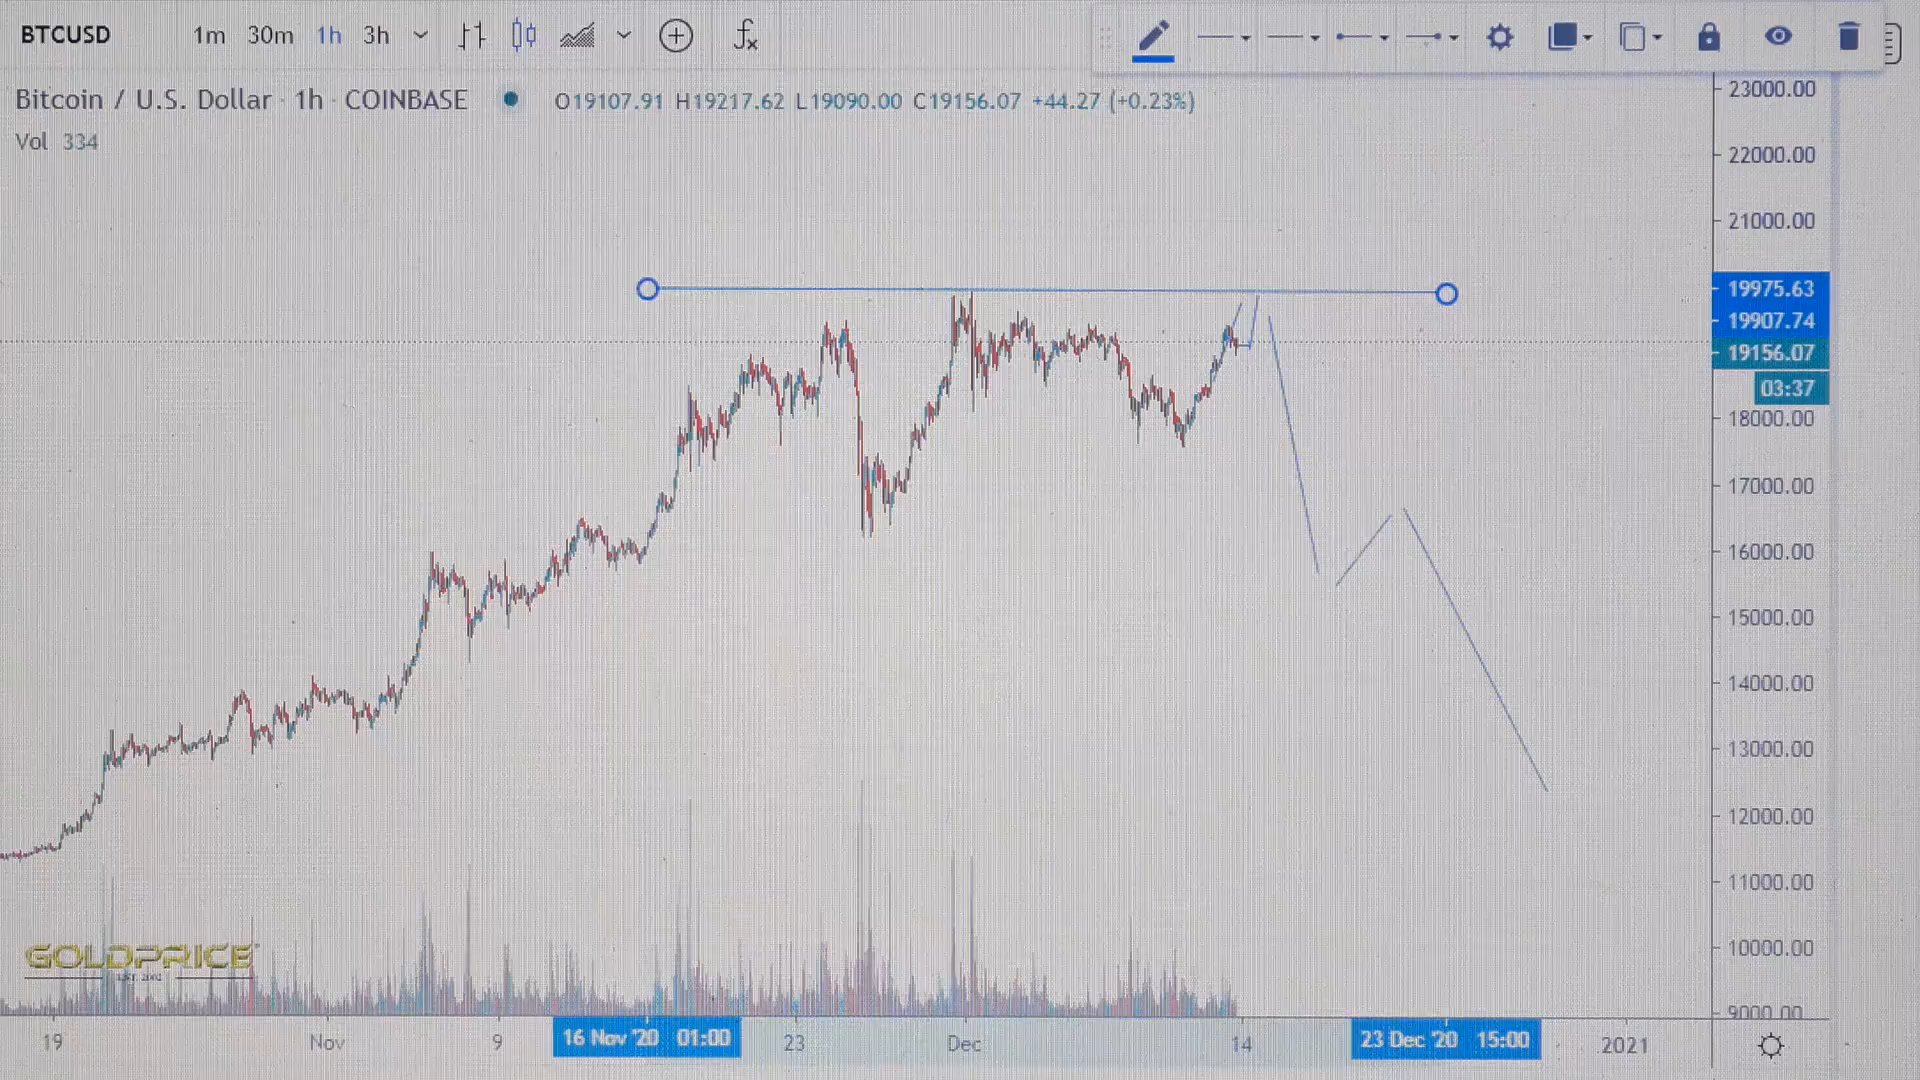 BTCUSD 1m 30m 1h 3h fx
Bitcoin / U.S. Dollar · 1h · COINBASE O19107.91 H19217.62 L19090.00 C19156.07 +44.27 (+0.23%)
Vol 334
23000.00
22000.00
21000.00
19975.63
19907.74
19156.07
03:37
18000.00
17000.00
16000.00
15000.00
14000.00
13000.00
12000.00
11000.00
10000.00
9000.00
GOLDPRICE
EST. 2002
19 Nov 9 16 Nov '20 01:00 23 Dec 14 23 Dec '20 15:00 2021